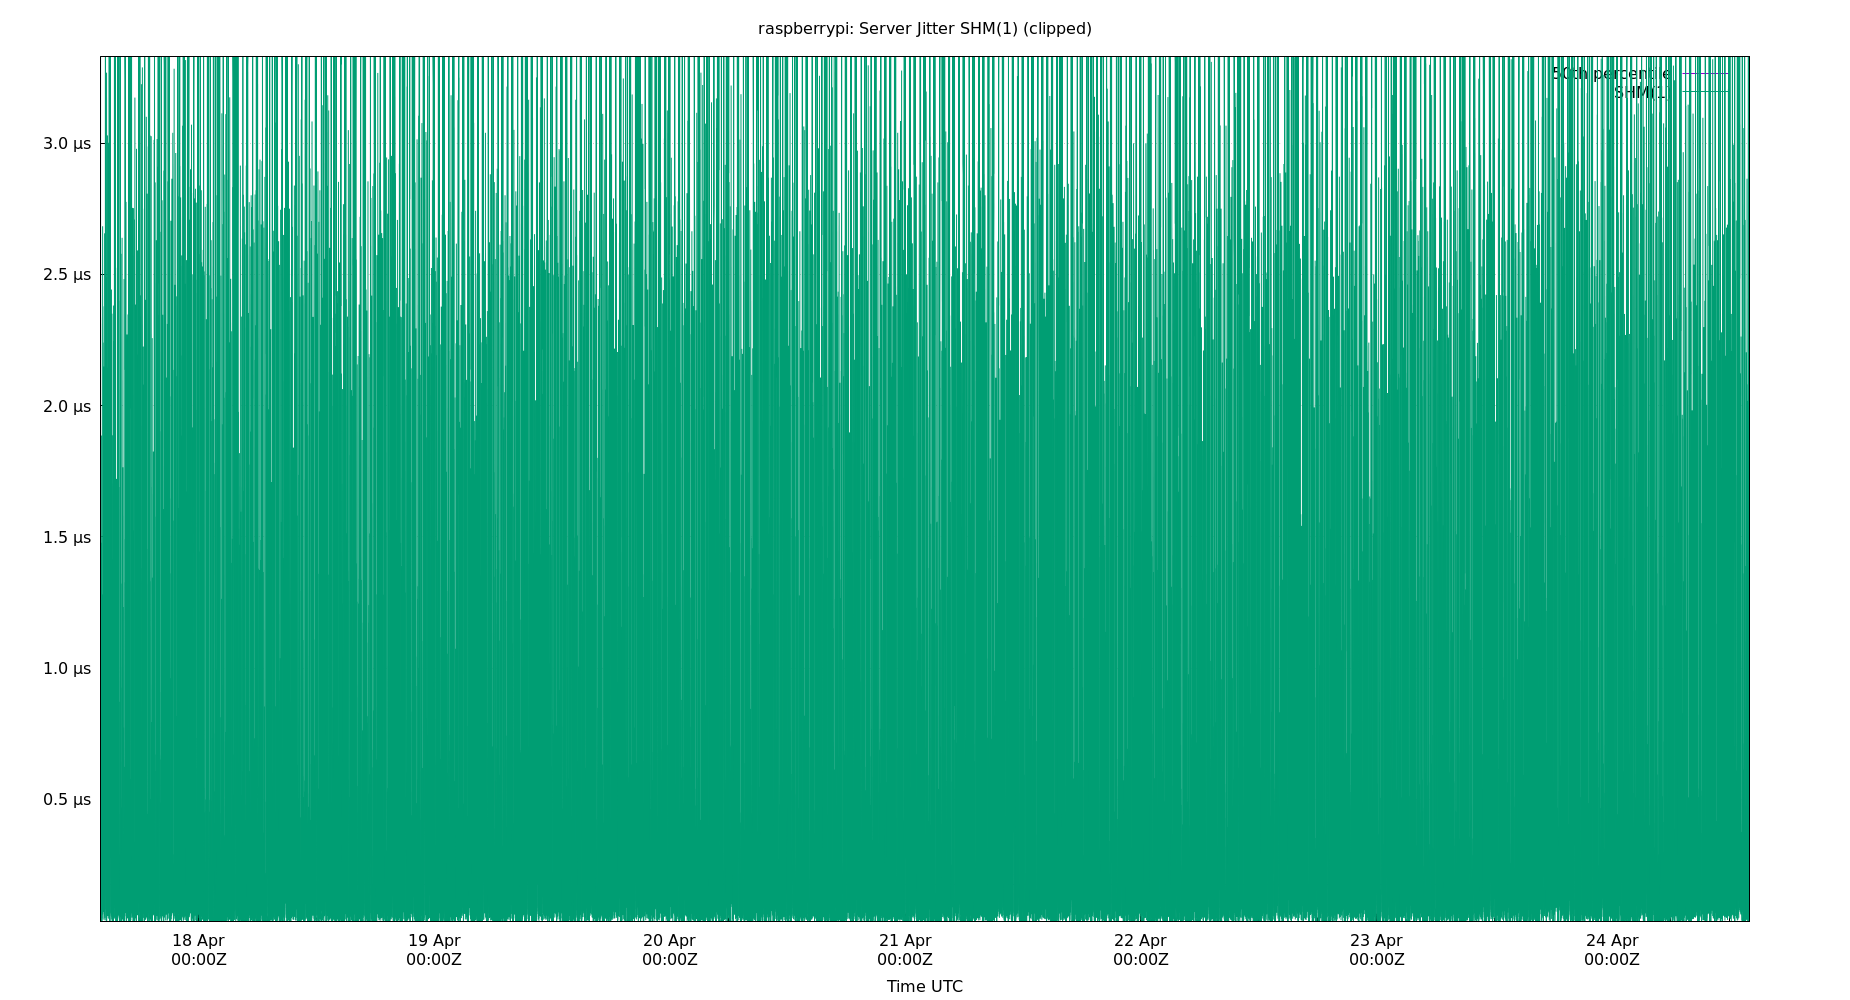 raspberrypi: Server Jitter SHM(1) (clipped)
50th percentile
SHM(1)
3.0 µs
2.5 µs
2.0 µs
1.5 µs
1.0 µs
0.5 µs
18 Apr
00:00Z
19 Apr
00:00Z
20 Apr
00:00Z
21 Apr
00:00Z
22 Apr
00:00Z
23 Apr
00:00Z
24 Apr
00:00Z
Time UTC